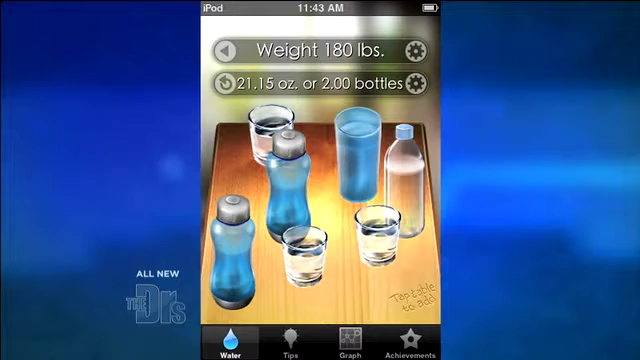 iPod 11:43 AM
Weight 180 lbs.
21.15 oz. or 2.00 bottles
Tap table
to add
ALL NEW
THE Drs
Water Tips Graph Achievements